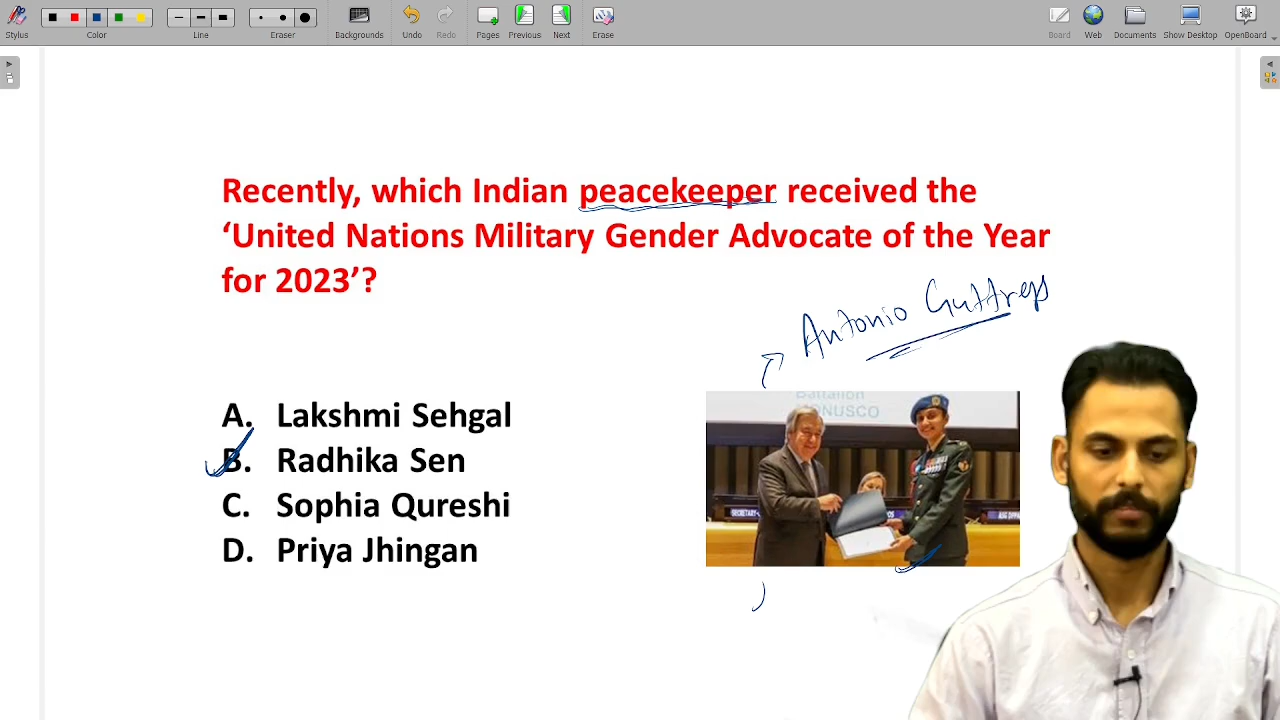 Stylus
Color
Line
Eraser
Backgrounds
Undo
Redo
Pages
Previous
Next
Erase
Board
Web
Documents
Show Desktop
OpenBoard
Recently, which Indian peacekeeper received the
‘United Nations Military Gender Advocate of the Year
for 2023’?
Antonio
A. Lakshmi Sehgal
B. Radhika Sen
C. Sophia Qureshi
D. Priya Jhingan
Battalion
MONUSCO